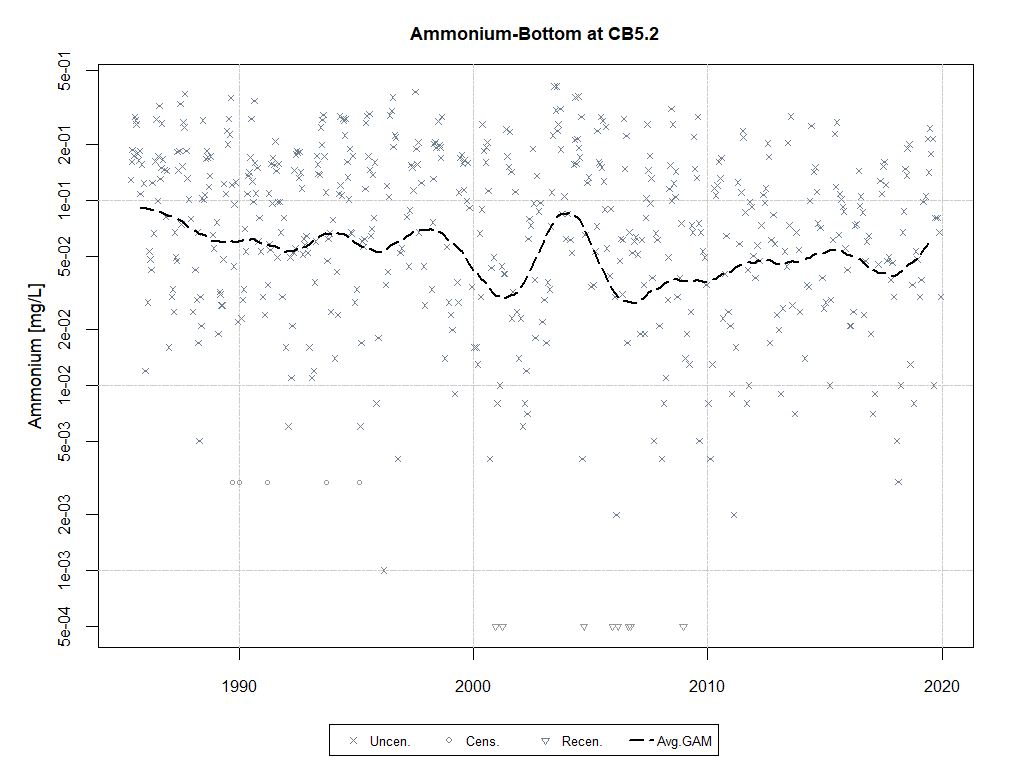 Ammonium-Bottom at CB5.2
Ammonium [mg/L]
5e-01
2e-01
1e-01
5e-02
2e-02
1e-02
5e-03
2e-03
1e-03
5e-04
1990 2000 2010 2020
Uncen. Cens. Recen. Avg.GAM